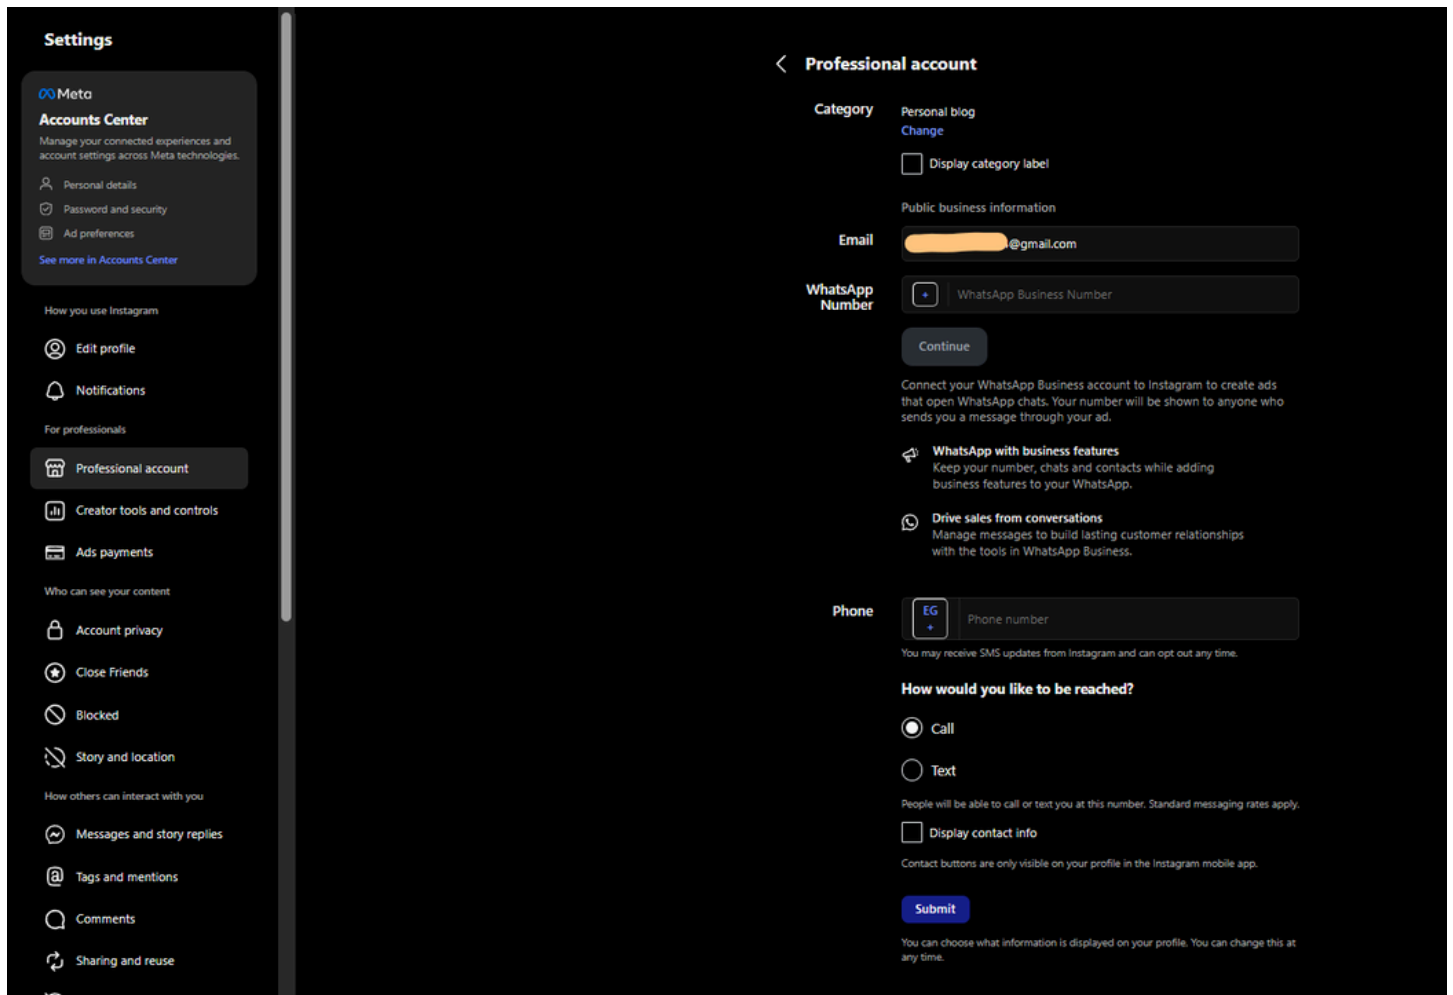 Settings
Meta
Accounts Center
Manage your connected experiences and
account settings across Meta technologies.
Personal details
Password and security
Ad preferences
See more in Accounts Center
How you use Instagram
Edit profile
Notifications
For professionals
Professional account
Creator tools and controls
Ads payments
Who can see your content
Account privacy
Close Friends
Blocked
Story and location
How others can interact with you
Messages and story replies
Tags and mentions
Comments
Sharing and reuse
Professional account
Category
Personal blog
Change
Display category label
Public business information
Email
@gmail.com
WhatsApp
Number
+
WhatsApp Business Number
Continue
Connect your WhatsApp Business account to Instagram to create ads
that open WhatsApp chats. Your number will be shown to anyone who
sends you a message through your ad.
WhatsApp with business features
Keep your number, chats and contacts while adding
business features to your WhatsApp.
Drive sales from conversations
Manage messages to build lasting customer relationships
with the tools in WhatsApp Business.
Phone
EG
+
Phone number
You may receive SMS updates from Instagram and can opt out any time.
How would you like to be reached?
Call
Text
People will be able to call or text you at this number. Standard messaging rates apply.
Display contact info
Contact buttons are only visible on your profile in the Instagram mobile app.
Submit
You can choose what information is displayed on your profile. You can change this at
any time.